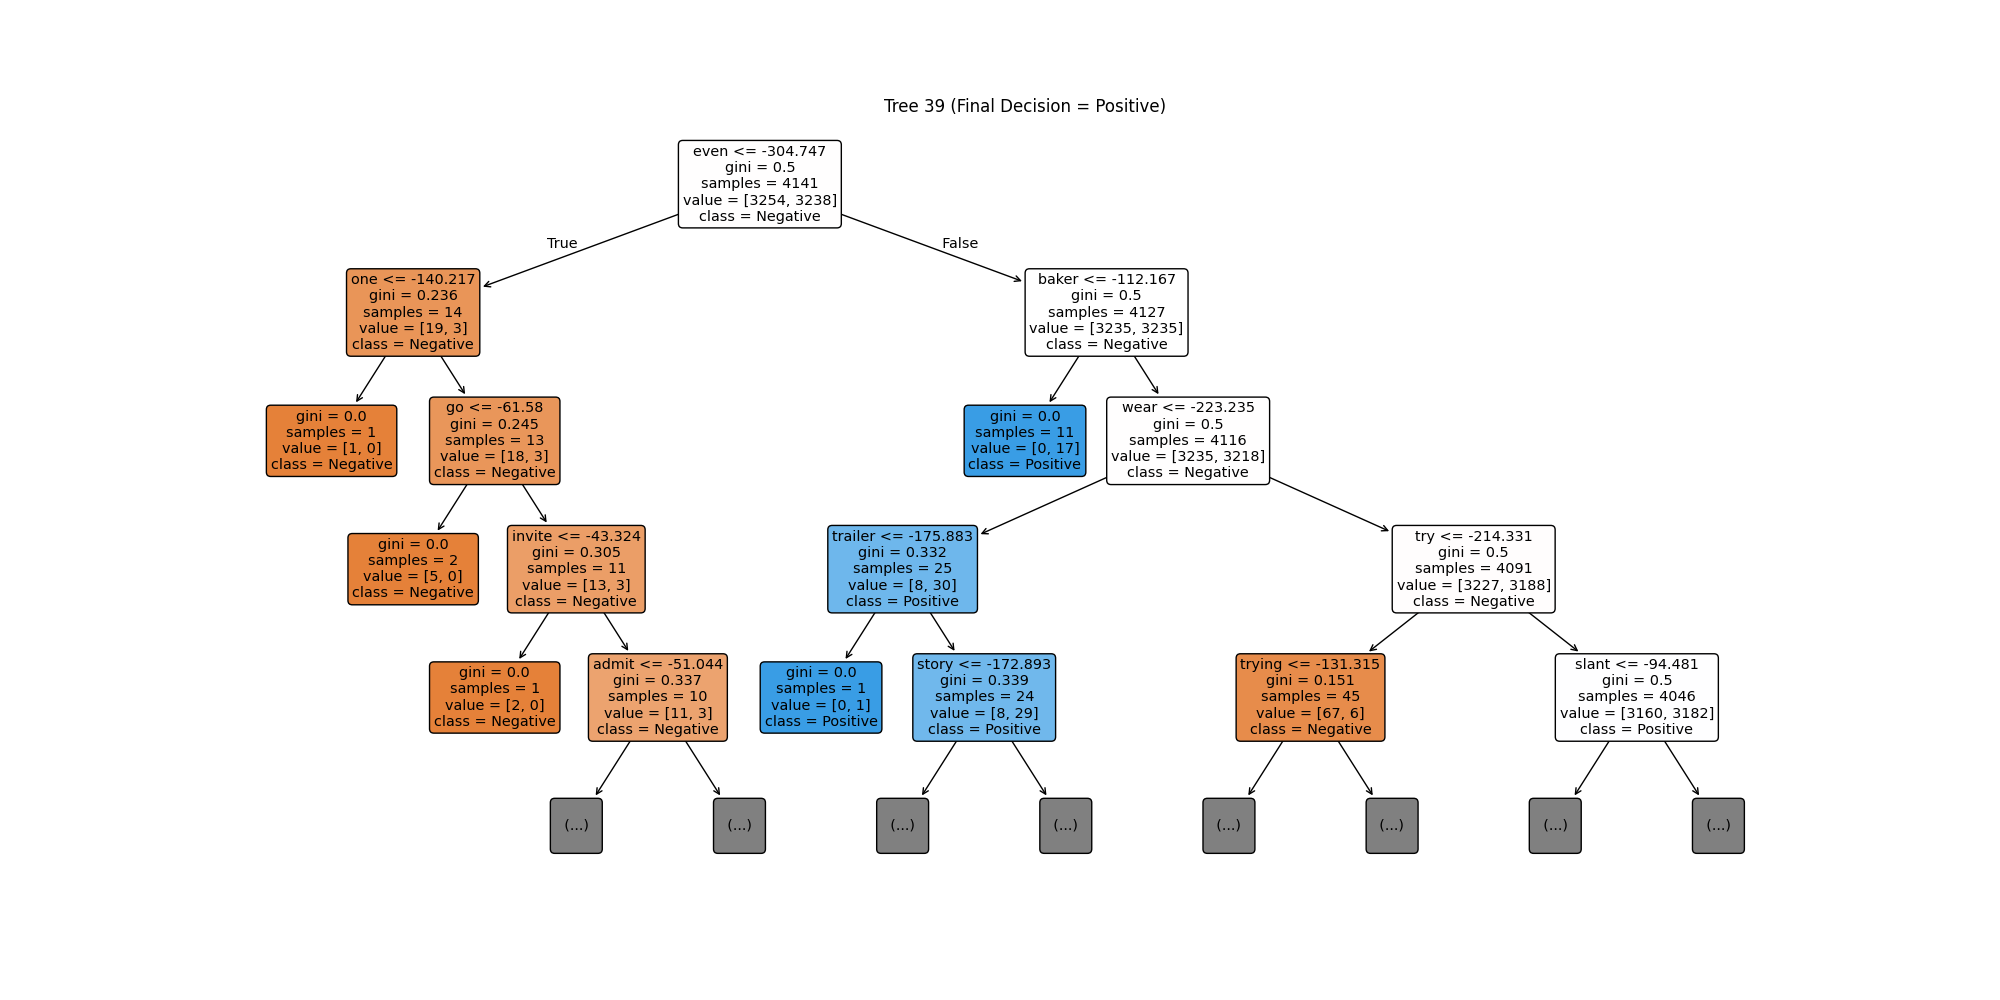 Tree 39 (Final Decision = Positive)
even <= -304.747
gini = 0.5
samples = 4141
value = [3254, 3238]
class = Negative
True
False
one <= -140.217
gini = 0.236
samples = 14
value = [19, 3]
class = Negative
baker <= -112.167
gini = 0.5
samples = 4127
value = [3235, 3235]
class = Negative
gini = 0.0
samples = 1
value = [1, 0]
class = Negative
go <= -61.58
gini = 0.245
samples = 13
value = [18, 3]
class = Negative
gini = 0.0
samples = 11
value = [0, 17]
class = Positive
wear <= -223.235
gini = 0.5
samples = 4116
value = [3235, 3218]
class = Negative
gini = 0.0
samples = 2
value = [5, 0]
class = Negative
invite <= -43.324
gini = 0.305
samples = 11
value = [13, 3]
class = Negative
trailer <= -175.883
gini = 0.332
samples = 25
value = [8, 30]
class = Positive
try <= -214.331
gini = 0.5
samples = 4091
value = [3227, 3188]
class = Negative
gini = 0.0
samples = 1
value = [2, 0]
class = Negative
admit <= -51.044
gini = 0.337
samples = 10
value = [11, 3]
class = Negative
gini = 0.0
samples = 1
value = [0, 1]
class = Positive
story <= -172.893
gini = 0.339
samples = 24
value = [8, 29]
class = Positive
trying <= -131.315
gini = 0.151
samples = 45
value = [67, 6]
class = Negative
slant <= -94.481
gini = 0.5
samples = 4046
value = [3160, 3182]
class = Positive
(...)
(...)
(...)
(...)
(...)
(...)
(...)
(...)